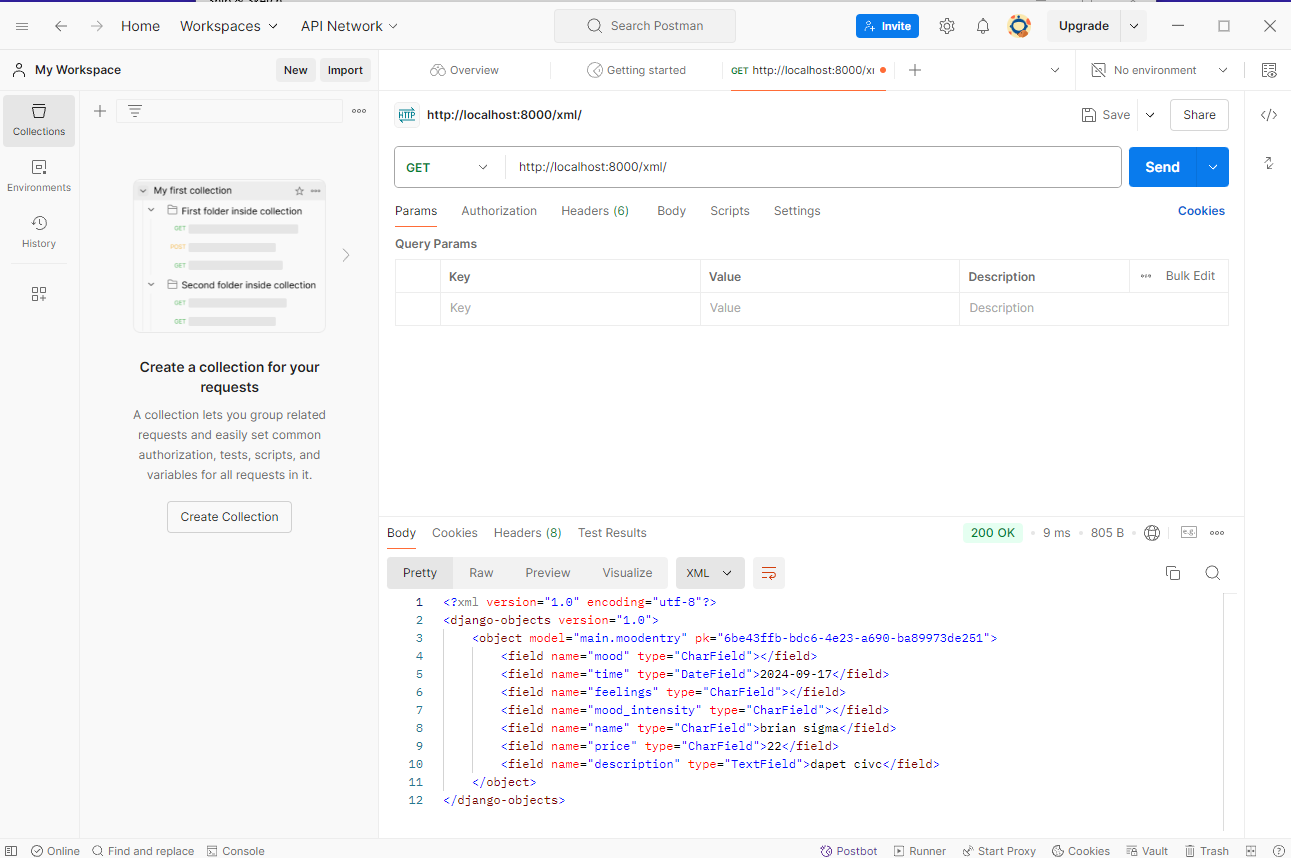 Home Workspaces API Network Search Postman Invite Upgrade
My Workspace New Import
Overview Getting started GET http://localhost:8000/x No environment
Collections
Environments
History
My first collection
First folder inside collection
GET
POST
GET
Second folder inside collection
GET
GET
Create a collection for your
requests
A collection lets you group related
requests and easily set common
authorization, tests, scripts, and
variables for all requests in it.
Create Collection
HTTP http://localhost:8000/xml/ Save Share
GET http://localhost:8000/xml/ Send
Params Authorization Headers (6) Body Scripts Settings Cookies
Query Params
Key Value Description Bulk Edit
Key Value Description
Body Cookies Headers (8) Test Results 200 OK 9 ms 805 B e.g.
Pretty Raw Preview Visualize XML
1 <?xml version="1.0" encoding="utf-8"?>
2 <django-objects version="1.0">
3 <object model="main.moodentry" pk="6be43ffb-bdc6-4e23-a690-ba89973de251">
4 <field name="mood" type="CharField"></field>
5 <field name="time" type="DateField">2024-09-17</field>
6 <field name="feelings" type="CharField"></field>
7 <field name="mood_intensity" type="CharField"></field>
8 <field name="name" type="CharField">brian sigma</field>
9 <field name="price" type="CharField">22</field>
10 <field name="description" type="TextField">dapet civc</field>
11 </object>
12 </django-objects>
Online Find and replace Console Postbot Runner Start Proxy Cookies Vault Trash